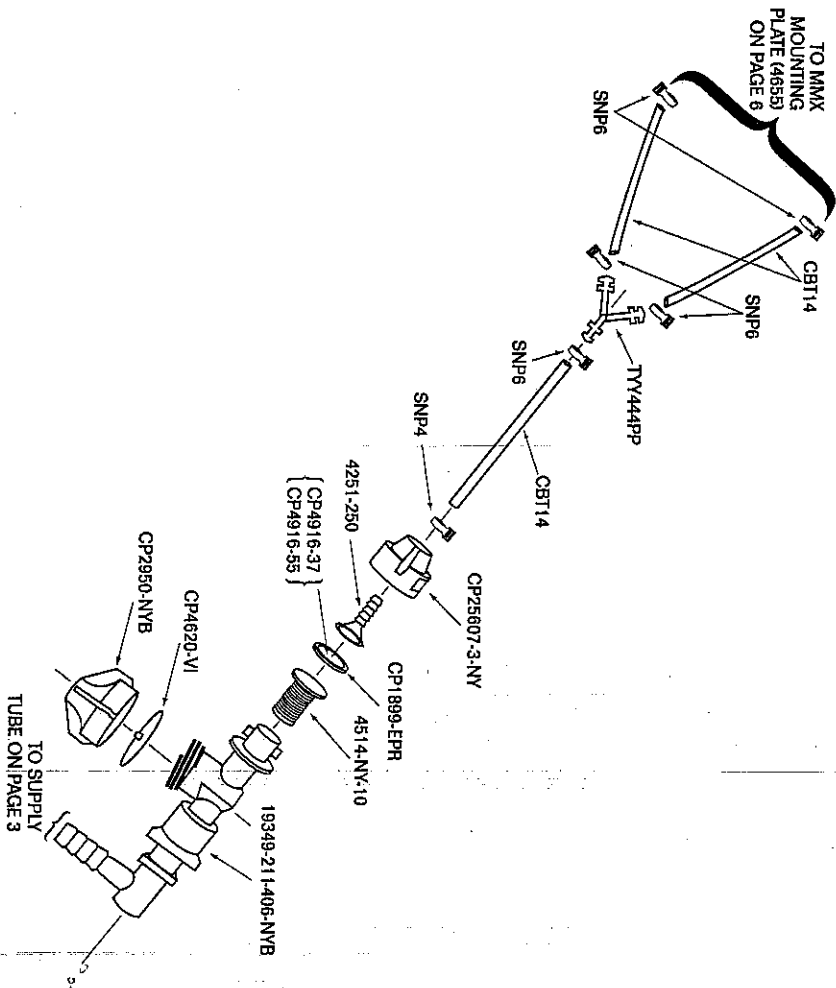 TO MMX
MOUNTING
PLATE (4655)
ON PAGE 6
SNP6
CBT14
SNP6
TYY444PP
SNP6
CBT14
SNP4
CP25607-3-NY
4251-250
CP4916-37
CP4916-55
CP1899-EPR
4514-NY-10
19349-211-406-NYB
CP4620-VI
CP2950-NYB
TO SUPPLY
TUBE ON PAGE 3